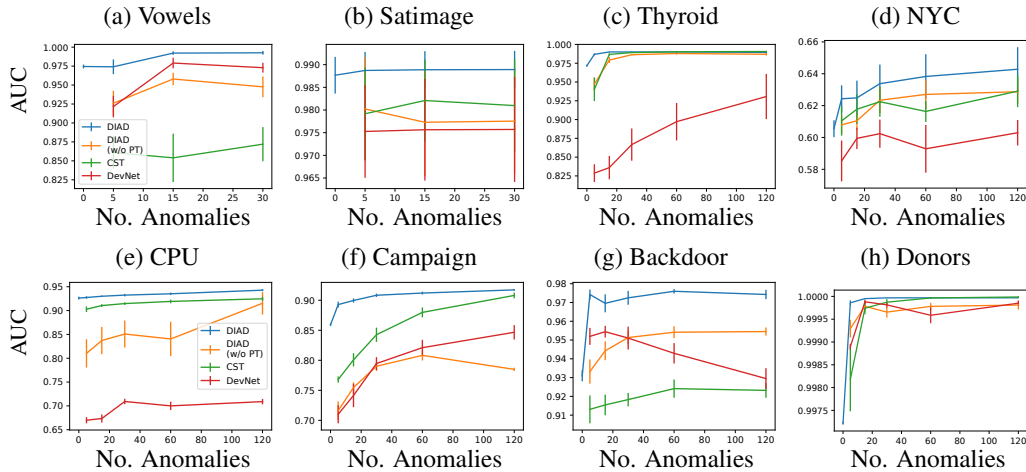 (a) Vowels
(b) Satimage
(c) Thyroid
(d) NYC
AUC
1.000
0.975
0.950
0.925
0.900
0.875
0.850
0.825
DIAD
DIAD
(w/o PT)
CST
DevNet
0 5 10 15 20 25 30
No. Anomalies
0.990
0.985
0.980
0.975
0.970
0.965
0 5 10 15 20 25 30
No. Anomalies
1.000
0.975
0.950
0.925
0.900
0.875
0.850
0.825
0 20 40 60 80 100 120
No. Anomalies
0.66
0.64
0.62
0.60
0.58
0 20 40 60 80 100 120
No. Anomalies
(e) CPU
(f) Campaign
(g) Backdoor
(h) Donors
AUC
0.95
0.90
0.85
0.80
0.75
0.70
0.65
DIAD
DIAD
(w/o PT)
CST
DevNet
0 20 40 60 80 100 120
No. Anomalies
0.90
0.85
0.80
0.75
0.70
0 20 40 60 80 100 120
No. Anomalies
0.98
0.97
0.96
0.95
0.94
0.93
0.92
0.91
0 20 40 60 80 100 120
No. Anomalies
1.0000
0.9995
0.9990
0.9985
0.9980
0.9975
0 20 40 60 80 100 120
No. Anomalies